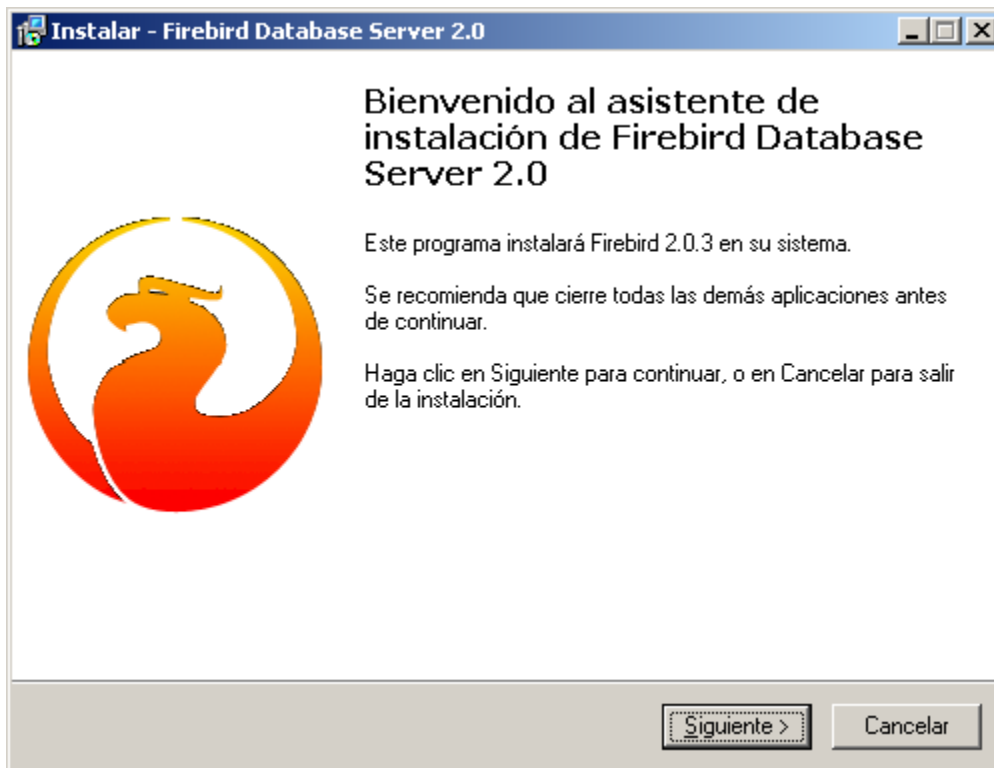 Instalar - Firebird Database Server 2.0
Bienvenido al asistente de
instalación de Firebird Database
Server 2.0
Este programa instalará Firebird 2.0.3 en su sistema.
Se recomienda que cierre todas las demás aplicaciones antes
de continuar.
Haga clic en Siguiente para continuar, o en Cancelar para salir
de la instalación.
Siguiente >
Cancelar